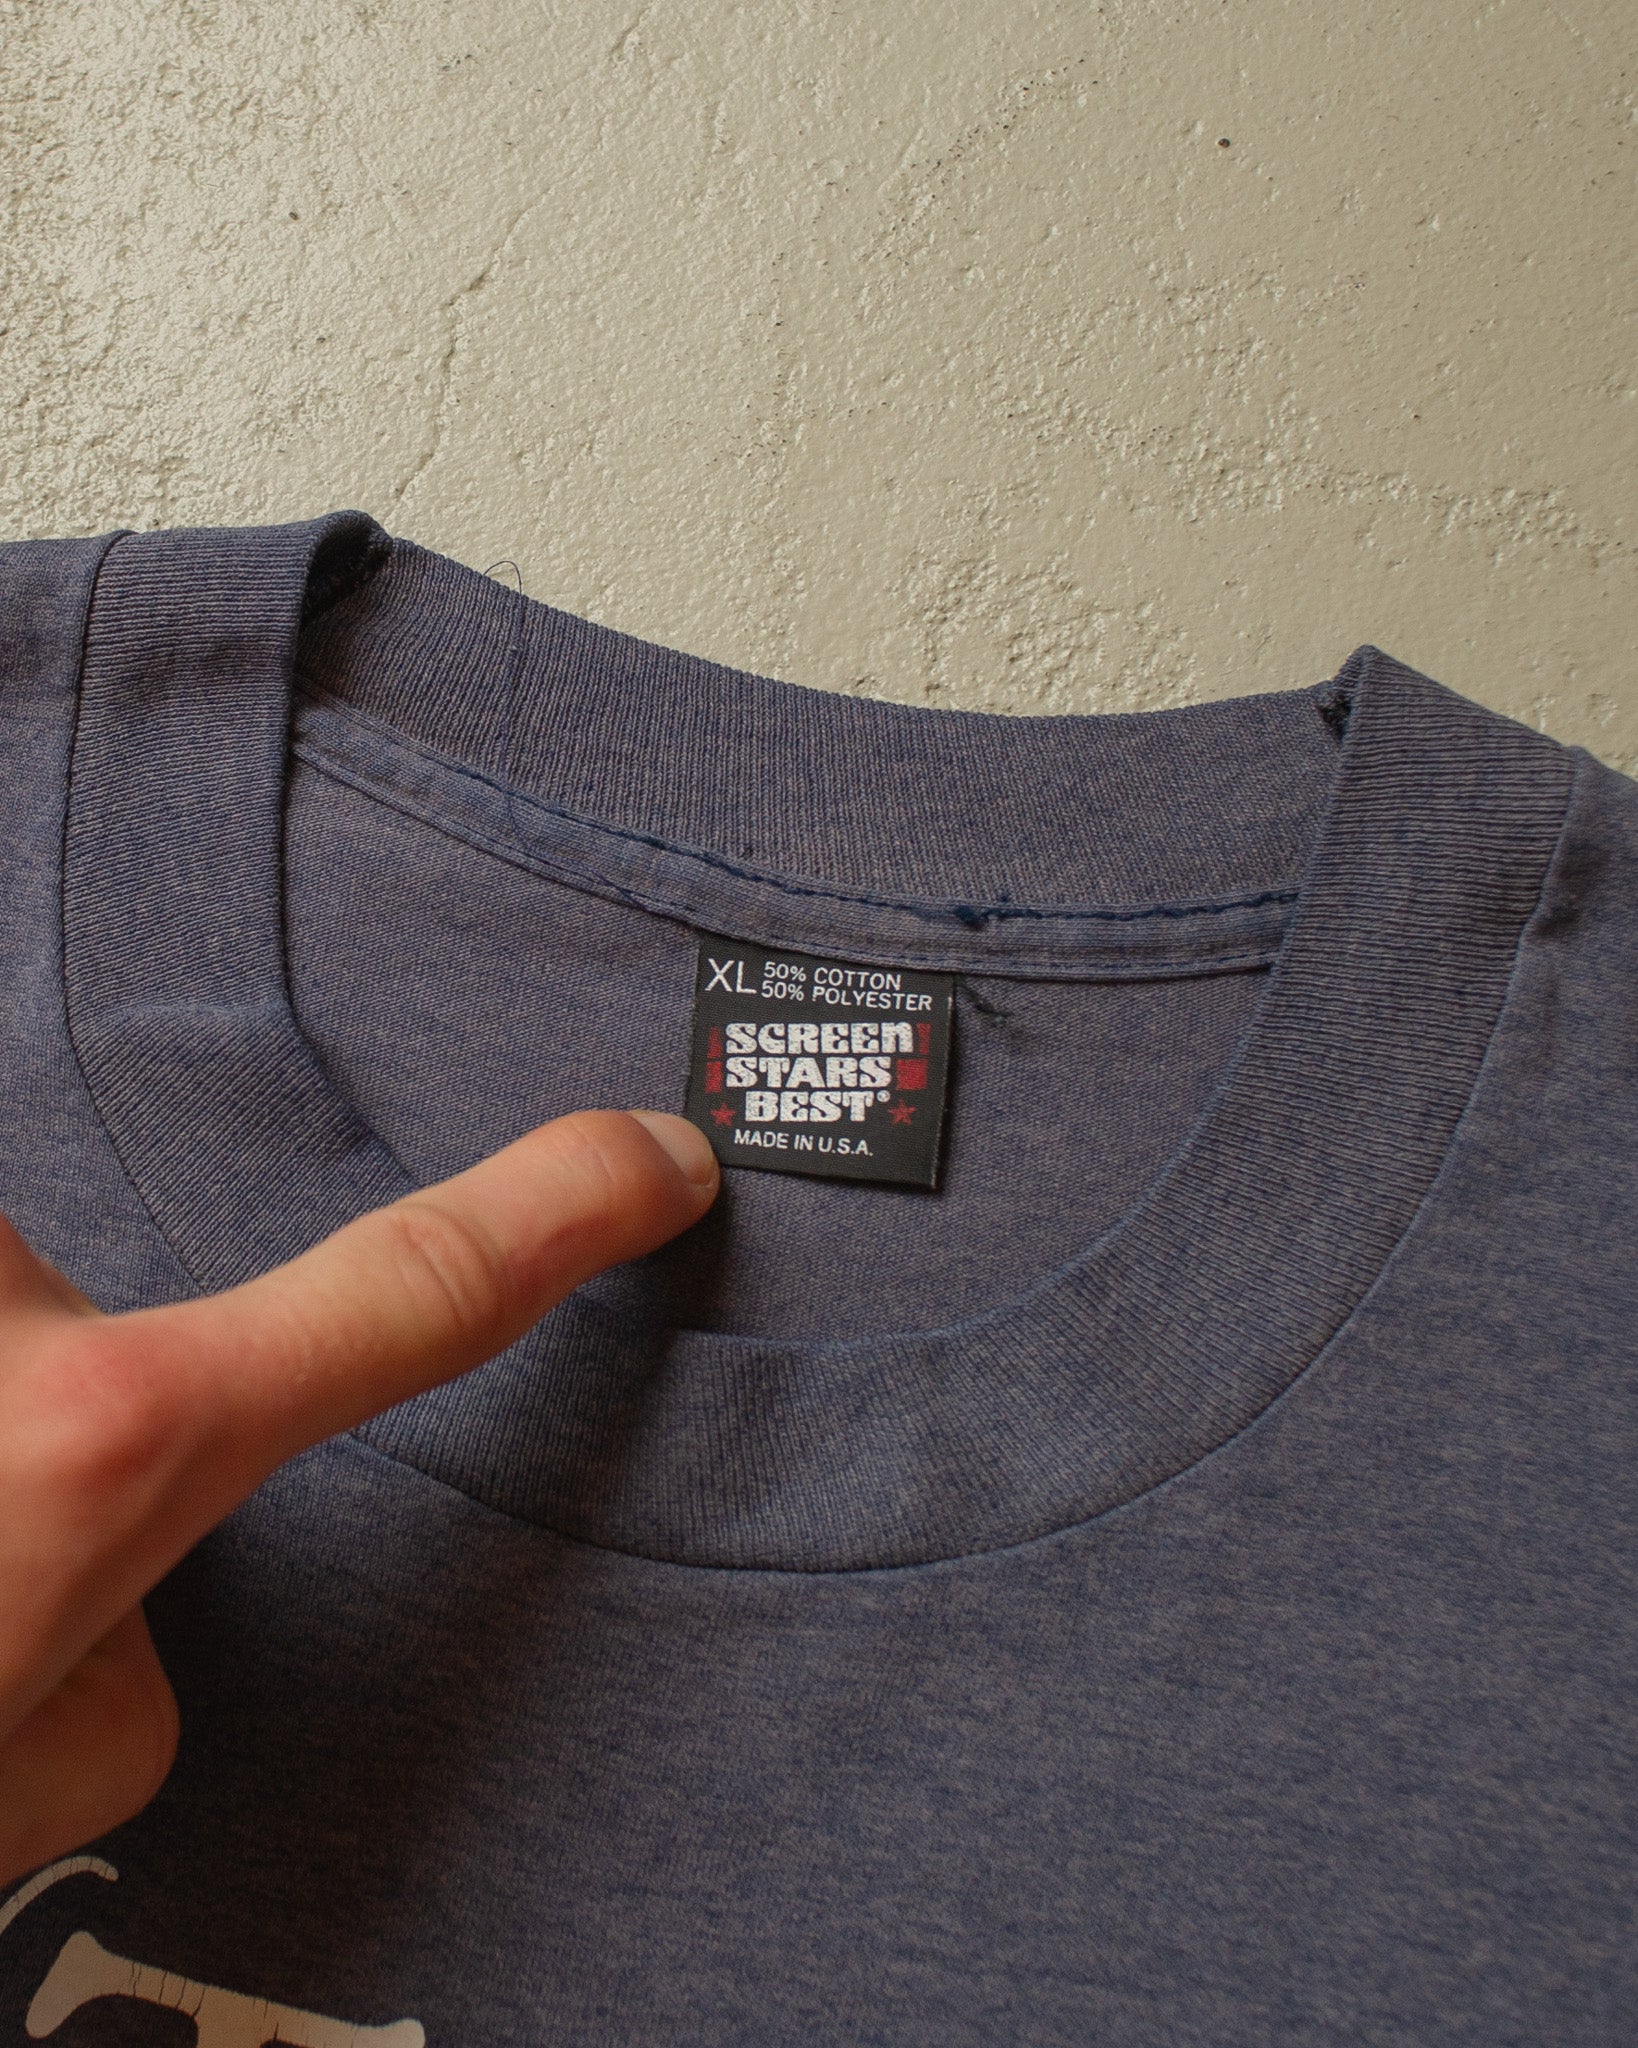 XL 50% COTTON
50% POLYESTER
SCREEN
STARS
BEST®
MADE IN U.S.A.